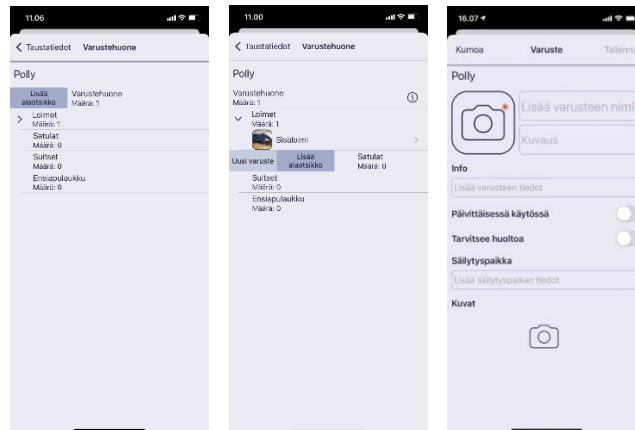 11.06
Taustatiedot Varustehuone
Polly
Lisää alaotsikko
Varustehuone
Määrä: 1
Loimet
Määrä: 1
Satulat
Määrä: 0
Suitset
Määrä: 0
Ensiapulaukku
Määrä: 0
11.00
Taustatiedot Varustehuone
Polly
Varustehuone
Määrä: 1
Loimet
Määrä: 1
Sisäloimi
Uusi varuste
Lisää alaotsikko
Satulat
Määrä: 0
Suitset
Määrä: 0
Ensiapulaukku
Määrä: 0
16.07
Kumoa Varuste Tallenna
Polly
Lisää varusteen nimi
Kuvaus
Info
Lisää varusteen tiedot
Päivittäisessä käytössä
Tarvitsee huoltoa
Säilytyspaikka
Lisää säilytyspaikan tiedot
Kuvat